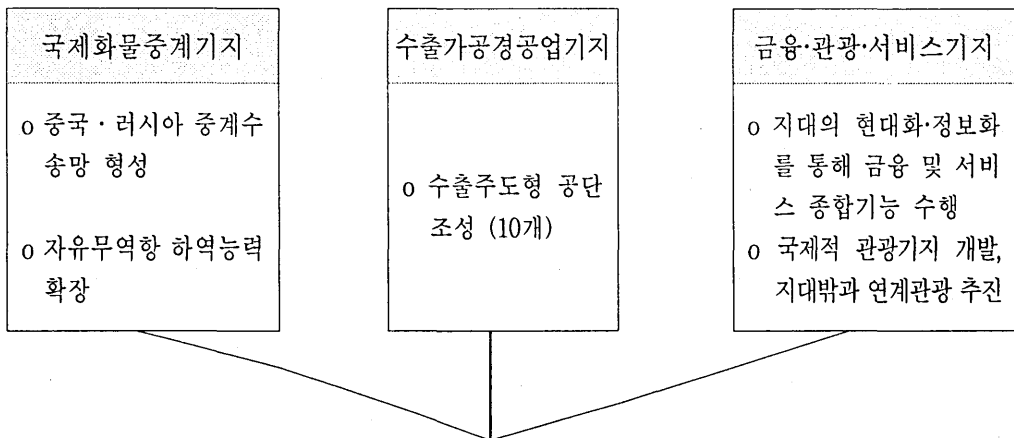 국제화물중계기지
o 중국·러시아 중계수
송망 형성
o 자유무역항 하역능력
확장
수출가공경공업기지
o 수출주도형 공단
조성 (10개)
금융·관광·서비스기지
o 지대의 현대화·정보화
를 통해 금융 및 서비
스 종합기능 수행
o 국제적 관광기지 개발,
지대밖과 연계관광 추진